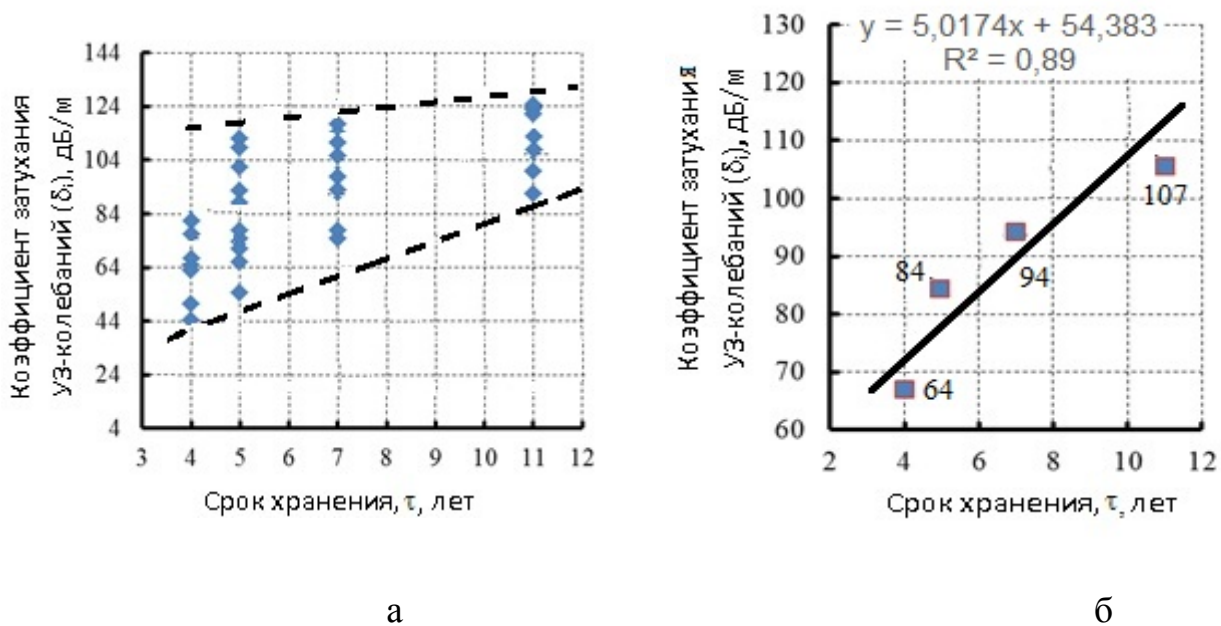 Коэффициент затухания
УЗ-колебаний (δᵢ), дБ/м
144
124
104
84
64
44
24
4
3 4 5 6 7 8 9 10 11 12
Срок хранения, τ, лет
а
Коэффициент затухания
УЗ-колебаний (δᵢ), дБ/м
y = 5,0174x + 54,383
R² = 0,89
130
120
110
100
90
80
70
60
84
94
107
64
2 4 6 8 10 12
Срок хранения, τ, лет
б